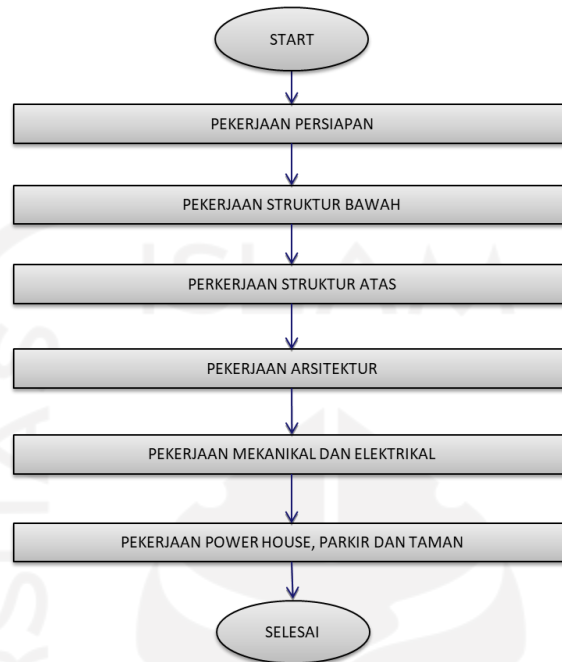 START
PEKERJAAN PERSIAPAN
PEKERJAAN STRUKTUR BAWAH
PERKERJAAN STRUKTUR ATAS
PEKERJAAN ARSITEKTUR
PEKERJAAN MEKANIKAL DAN ELEKTRIKAL
PEKERJAAN POWER HOUSE, PARKIR DAN TAMAN
SELESAI
ISLAM